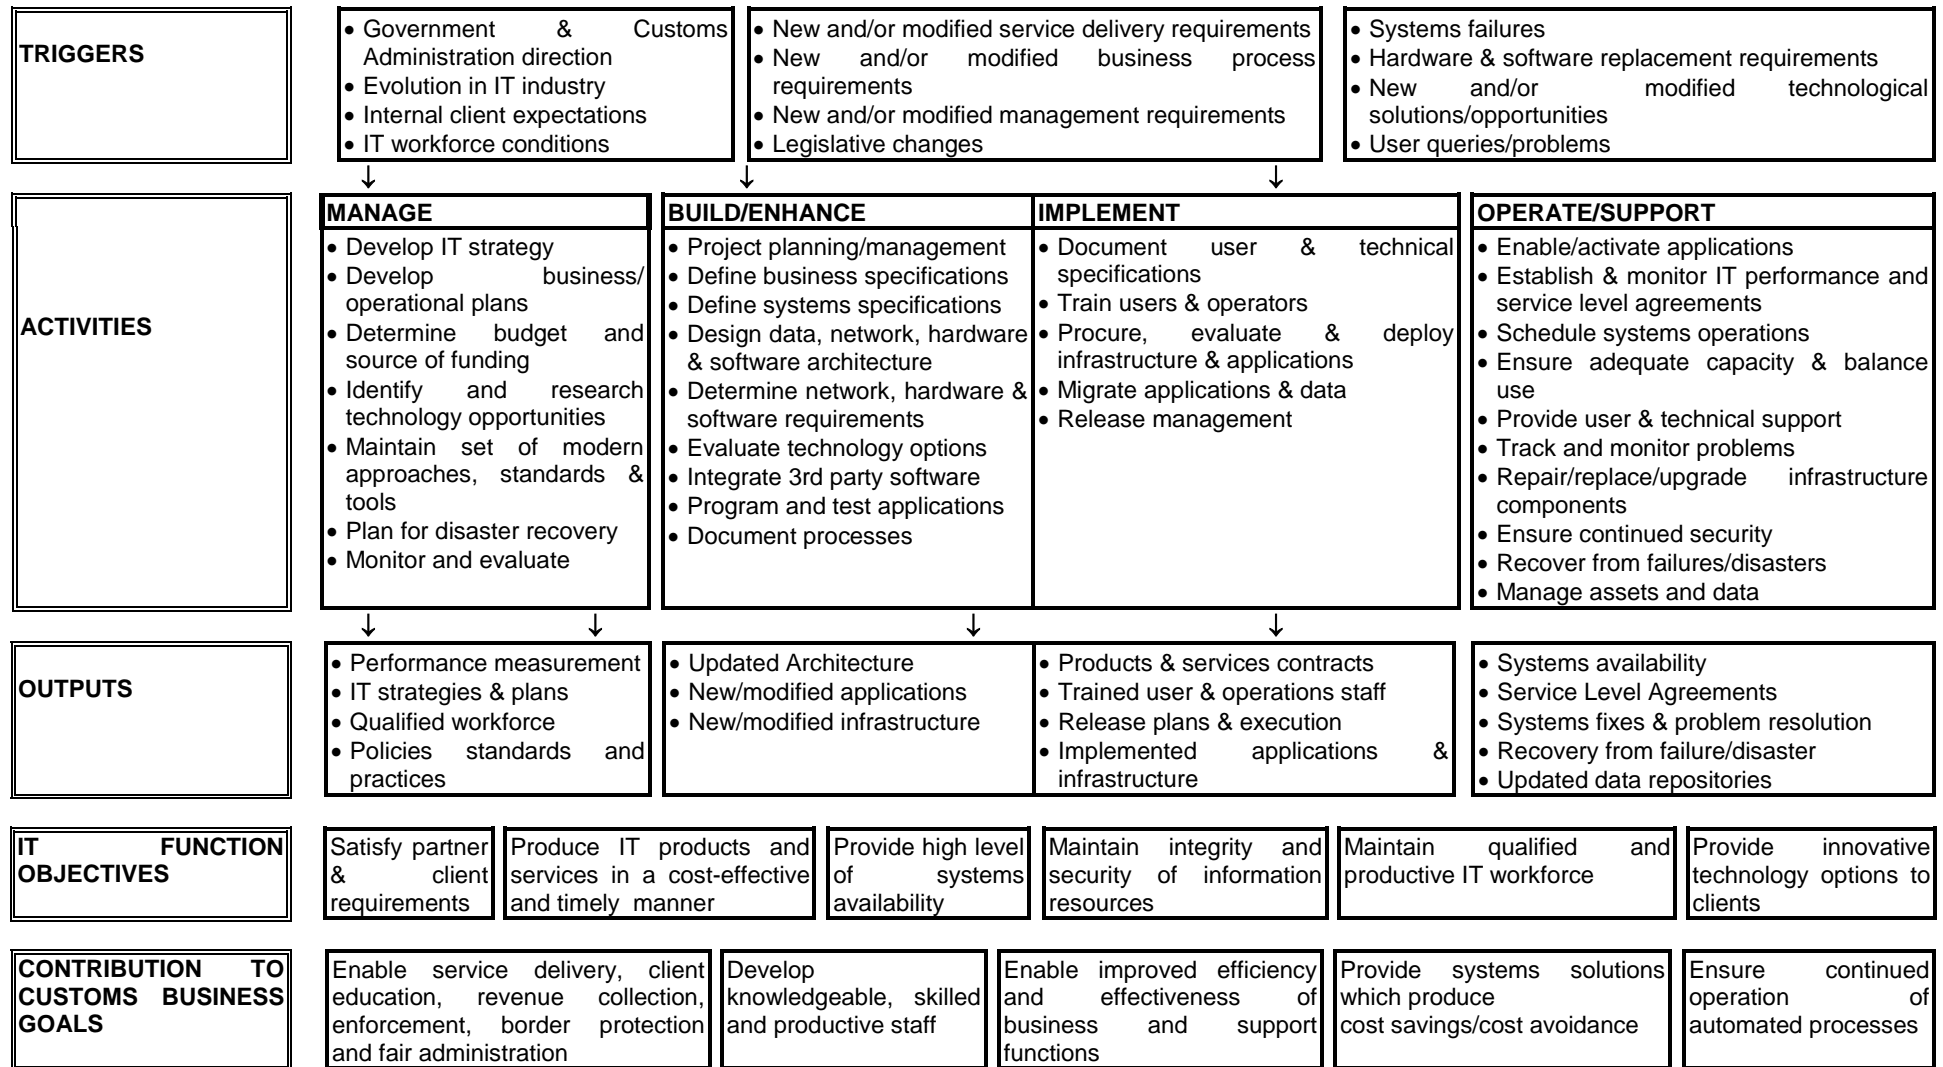 TRIGGERS
• Government & Customs
Administration direction
• Evolution in IT industry
• Internal client expectations
• IT workforce conditions
• New and/or modified service delivery requirements
• New and/or modified business process
requirements
• New and/or modified management requirements
• Legislative changes
• Systems failures
• Hardware & software replacement requirements
• New and/or modified technological
solutions/opportunities
• User queries/problems
↓ ↓ ↓
ACTIVITIES
MANAGE
• Develop IT strategy
• Develop business/
operational plans
• Determine budget and
source of funding
• Identify and research
technology opportunities
• Maintain set of modern
approaches, standards &
tools
• Plan for disaster recovery
• Monitor and evaluate
BUILD/ENHANCE
• Project planning/management
• Define business specifications
• Define systems specifications
• Design data, network, hardware
& software architecture
• Determine network, hardware &
software requirements
• Evaluate technology options
• Integrate 3rd party software
• Program and test applications
• Document processes
IMPLEMENT
• Document user & technical
specifications
• Train users & operators
• Procure, evaluate & deploy
infrastructure & applications
• Migrate applications & data
• Release management
OPERATE/SUPPORT
• Enable/activate applications
• Establish & monitor IT performance and
service level agreements
• Schedule systems operations
• Ensure adequate capacity & balance
use
• Provide user & technical support
• Track and monitor problems
• Repair/replace/upgrade infrastructure
components
• Ensure continued security
• Recover from failures/disasters
• Manage assets and data
↓ ↓ ↓ ↓
OUTPUTS
• Performance measurement
• IT strategies & plans
• Qualified workforce
• Policies standards and
practices
• Updated Architecture
• New/modified applications
• New/modified infrastructure
• Products & services contracts
• Trained user & operations staff
• Release plans & execution
• Implemented applications &
infrastructure
• Systems availability
• Service Level Agreements
• Systems fixes & problem resolution
• Recovery from failure/disaster
• Updated data repositories
IT FUNCTION
OBJECTIVES
Satisfy partner
& client
requirements
Produce IT products and
services in a cost-effective
and timely manner
Provide high level
of systems
availability
Maintain integrity and
security of information
resources
Maintain qualified and
productive IT workforce
Provide innovative
technology options to
clients
CONTRIBUTION TO
CUSTOMS BUSINESS
GOALS
Enable service delivery, client
education, revenue collection,
enforcement, border protection
and fair administration
Develop
knowledgeable, skilled
and productive staff
Enable improved efficiency
and effectiveness of
business and support
functions
Provide systems solutions
which produce
cost savings/cost avoidance
Ensure continued
operation of
automated processes